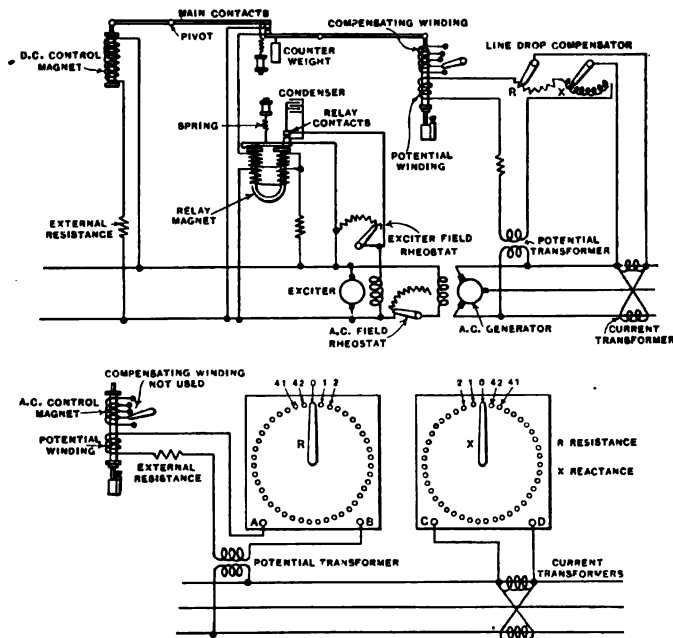 MAIN CONTACTS
PIVOT
D.C. CONTROL
MAGNET
COUNTER
WEIGHT
COMPENSATING WINDING
LINE DROP COMPENSATOR
R
X
CONDENSER
RELAY
CONTACTS
SPRING
POTENTIAL
WINDING
RELAY
MAGNET
EXTERNAL
RESISTANCE
EXCITER FIELD
RHEOSTAT
POTENTIAL
TRANSFORMER
EXCITER
A.C. FIELD
RHEOSTAT
A.C. GENERATOR
CURRENT
TRANSFORMER
COMPENSATING WINDING
NOT USED
A.C. CONTROL
MAGNET
POTENTIAL
WINDING
EXTERNAL
RESISTANCE
41 42 0 1 2
R
A B
2 1 0 42 41
X
C D
R RESISTANCE
X REACTANCE
POTENTIAL TRANSFORMER
CURRENT
TRANSFORMERS